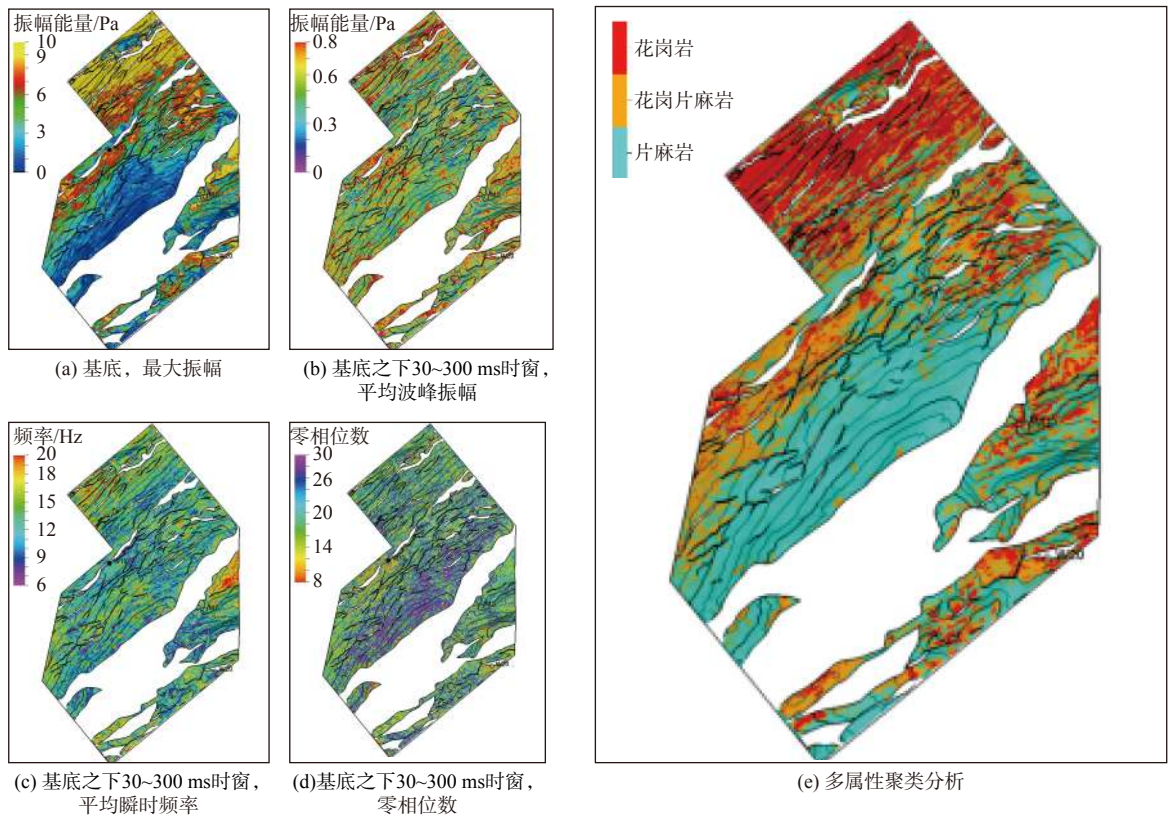 振幅能量/Pa
10
9
6
4
3
0
(a) 基底，最大振幅
振幅能量/Pa
0.8
0.6
0.3
0
(b) 基底之下30~300 ms时窗，
平均波峰振幅
频率/Hz
20
18
15
12
9
6
(c) 基底之下30~300 ms时窗，
平均瞬时频率
零相位数
30
26
20
14
8
(d)基底之下30~300 ms时窗，
零相位数
花岗岩
花岗片麻岩
片麻岩
(e) 多属性聚类分析